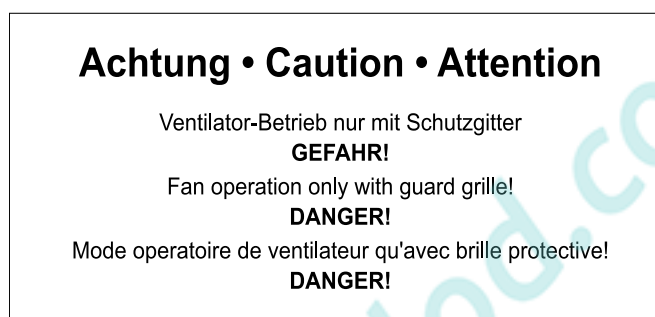 Achtung • Caution • Attention
Ventilator-Betrieb nur mit Schutzgitter
GEFAHR!
Fan operation only with guard grille!
DANGER!
Mode operatoire de ventilateur qu'avec brille protective!
DANGER!